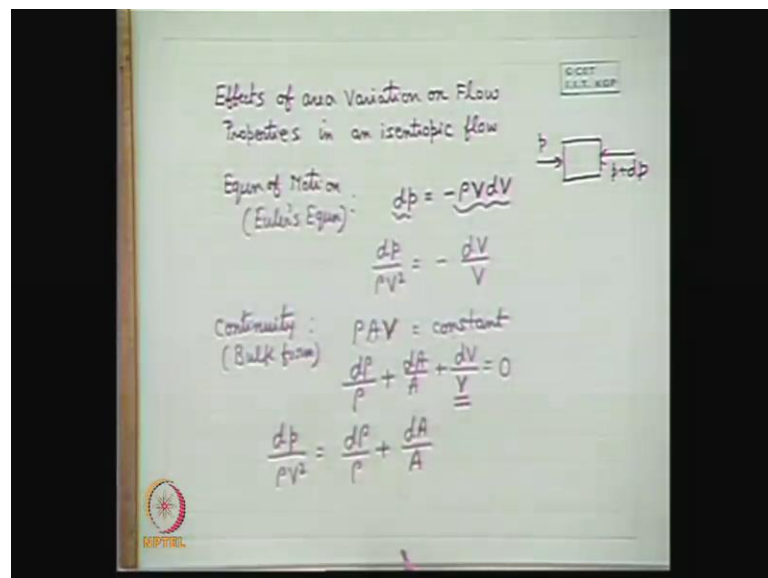 Effects of area Variation on Flow
Properties in an isentropic flow
© CET
I.I.T. KGP
p
p+dp
Equn of Motion
(Euler's Equn) :
dp = -ρVdV
dp/ρV² = - dV/V
Continuity :
(Bulk form)
ρAV = constant
dρ/ρ + dA/A + dV/V = 0
dp/ρV² = dρ/ρ + dA/A
NPTEL